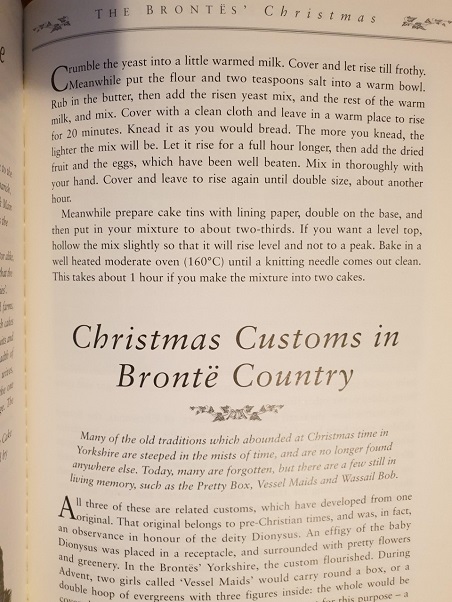 THE BRONTËS' Christmas
Crumble the yeast into a little warmed milk. Cover and let rise till frothy.
Meanwhile put the flour and two teaspoons salt into a warm bowl.
Rub in the butter, then add the risen yeast mix, and the rest of the warm
milk, and mix. Cover with a clean cloth and leave in a warm place to rise
for 20 minutes. Knead it as you would bread. The more you knead, the
lighter the mix will be. Let it rise for a full hour longer, then add the dried
fruit and the eggs, which have been well beaten. Mix in thoroughly with
your hand. Cover and leave to rise again until double size, about another
hour.
Meanwhile prepare cake tins with lining paper, double on the base, and
then put in your mixture to about two-thirds. If you want a level top,
hollow the mix slightly so that it will rise level and not to a peak. Bake in a
well heated moderate oven (160°C) until a knitting needle comes out clean.
This takes about 1 hour if you make the mixture into two cakes.
Christmas Customs in
Brontë Country
Many of the old traditions which abounded at Christmas time in
Yorkshire are steeped in the mists of time, and are no longer found
anywhere else. Today, many are forgotten, but there are a few still in
living memory, such as the Pretty Box, Vessel Maids and Wassail Bob.
All three of these are related customs, which have developed from one
original. That original belongs to pre-Christian times, and was, in fact,
an observance in honour of the deity Dionysus. An effigy of the baby
Dionysus was placed in a receptacle, and surrounded with pretty flowers
and greenery. In the Brontës' Yorkshire, the custom flourished. During
Advent, two girls called 'Vessel Maids' would carry round a box, or a
double hoop of evergreens with three figures inside: the whole would be
for this purpose – a